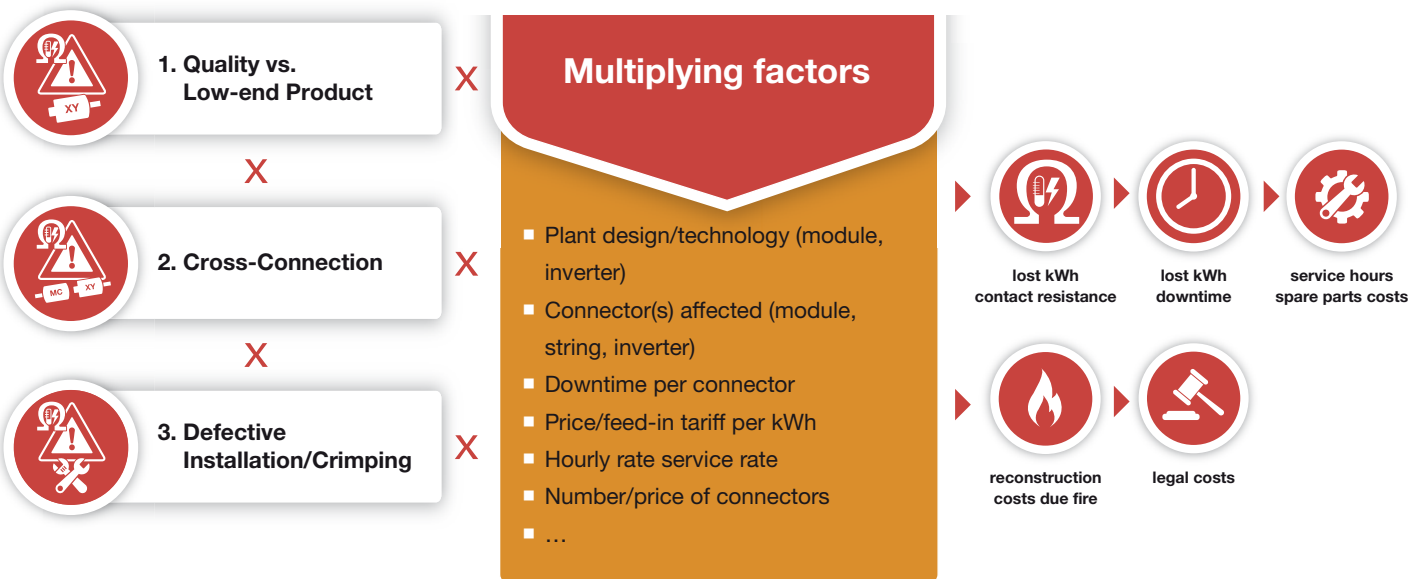 Ω
XY
1. Quality vs.
Low-end Product
X
X
Ω
MC
XY
2. Cross-Connection
X
X
Ω
3. Defective
Installation/Crimping
X
Multiplying factors
Plant design/technology (module,
inverter)
Connector(s) affected (module,
string, inverter)
Downtime per connector
Price/feed-in tariff per kWh
Hourly rate service rate
Number/price of connectors
…
Ω
lost kWh
contact resistance
lost kWh
downtime
service hours
spare parts costs
reconstruction
costs due fire
legal costs